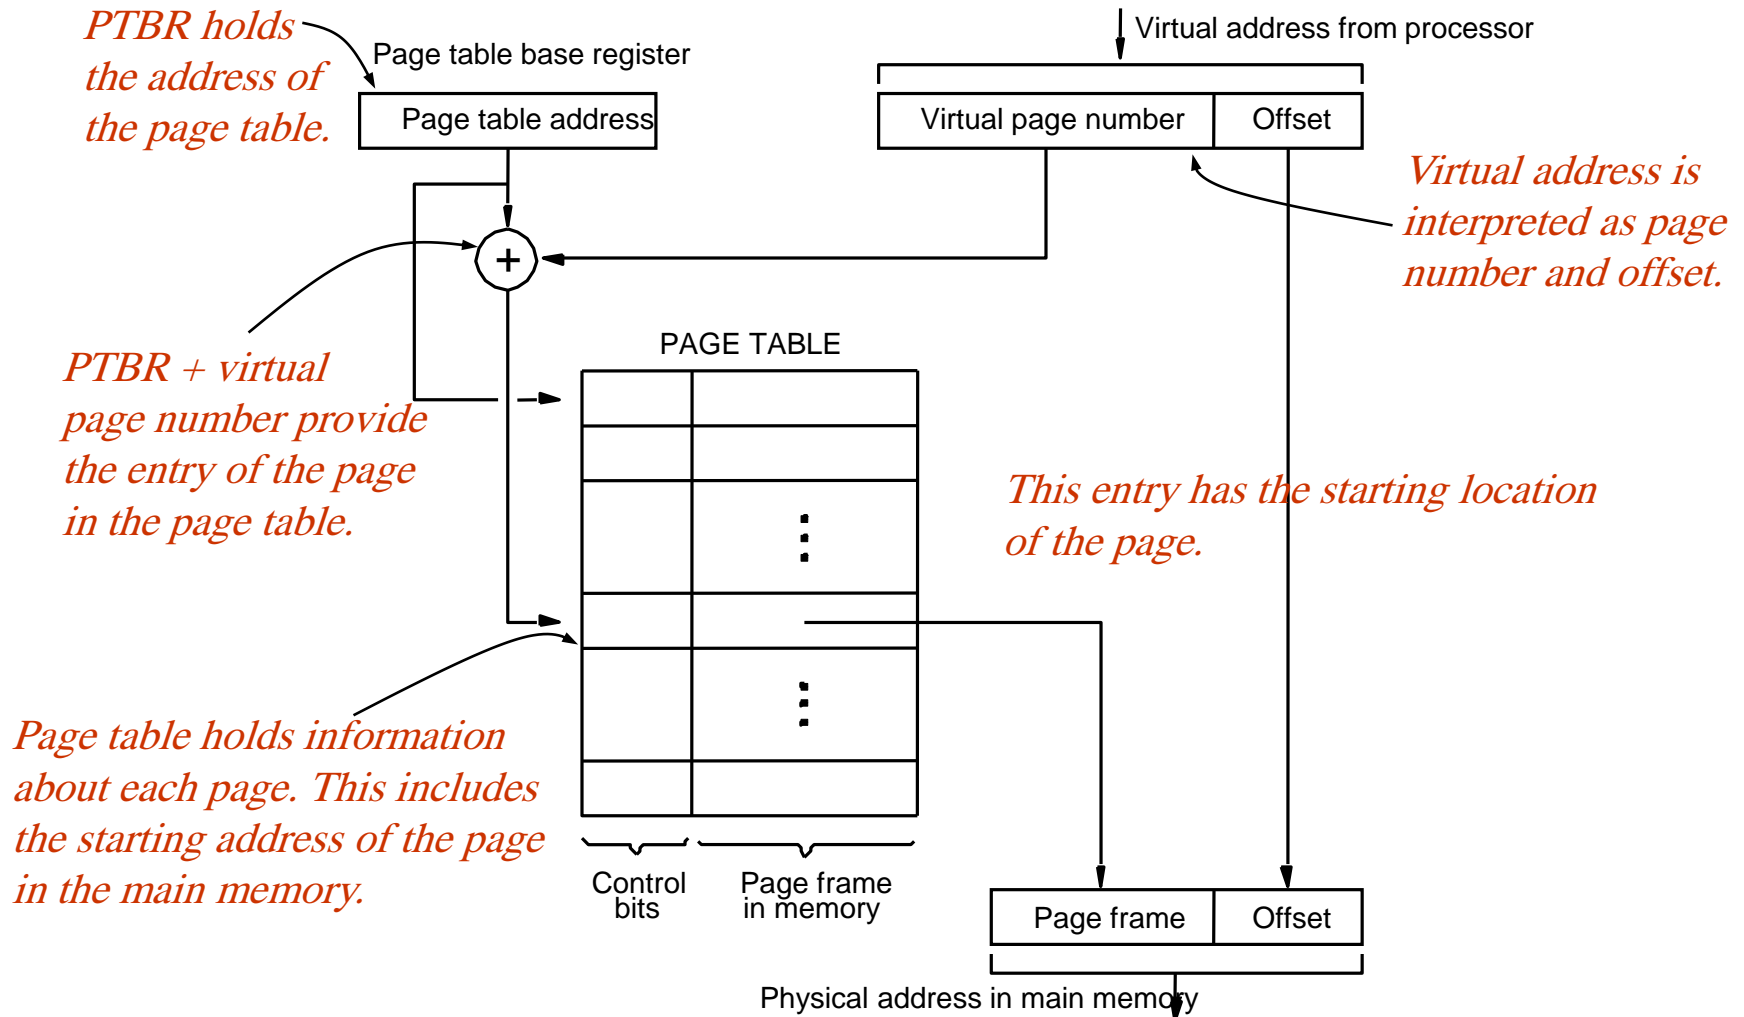 PTBR holds
the address of
the page table.
Page table base register
Page table address
Virtual address from processor
Virtual page number
Offset
Virtual address is
interpreted as page
number and offset.
+
PTBR + virtual
page number provide
the entry of the page
in the page table.
PAGE TABLE
This entry has the starting location
of the page.
Page table holds information
about each page. This includes
the starting address of the page
in the main memory.
Control
bits
Page frame
in memory
Page frame
Offset
Physical address in main memory